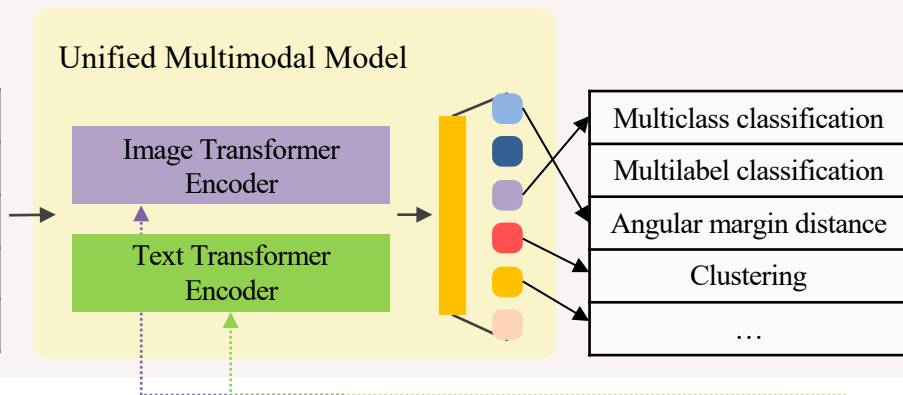 Unified Multimodal Model
Image Transformer
Encoder
Text Transformer
Encoder
Multiclass classification
Multilabel classification
Angular margin distance
Clustering
…